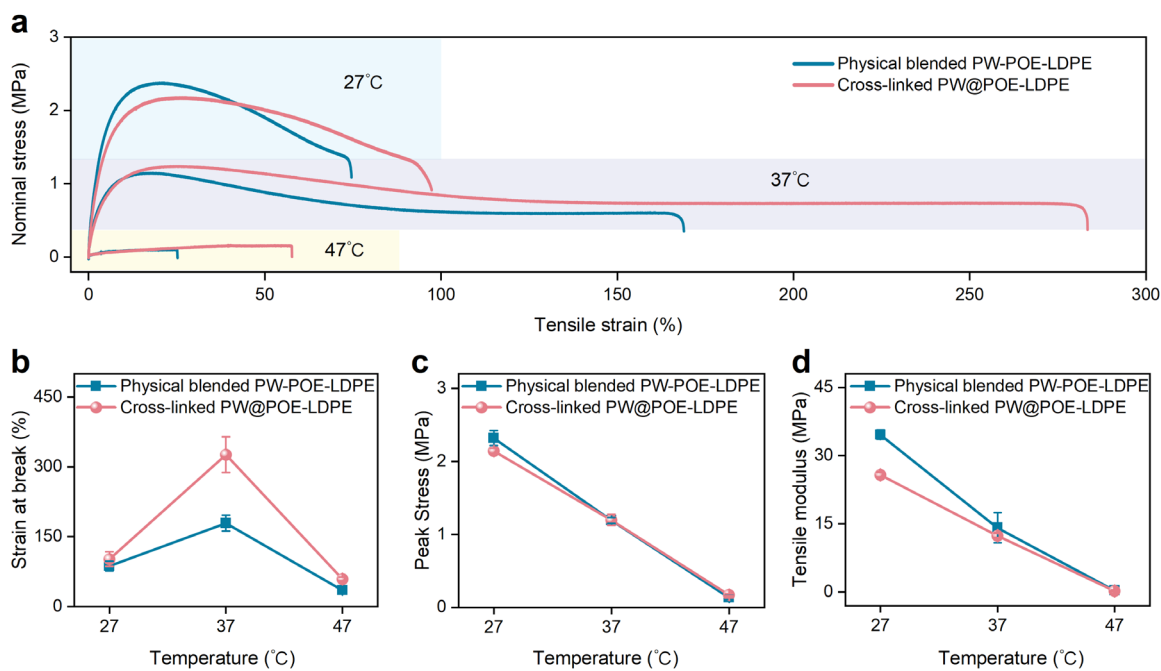 a
Nominal stress (MPa)
3
2
1
0
27°C
37°C
47°C
Physical blended PW-POE-LDPE
Cross-linked PW@POE-LDPE
0 50 100 150 200 250 300
Tensile strain (%)
b
Strain at break (%)
450
300
150
0
Physical blended PW-POE-LDPE
Cross-linked PW@POE-LDPE
27 37 47
Temperature (°C)
c
Peak Stress (MPa)
3
2
1
0
Physical blended PW-POE-LDPE
Cross-linked PW@POE-LDPE
27 37 47
Temperature (°C)
d
Tensile modulus (MPa)
45
30
15
0
Physical blended PW-POE-LDPE
Cross-linked PW@POE-LDPE
27 37 47
Temperature (°C)